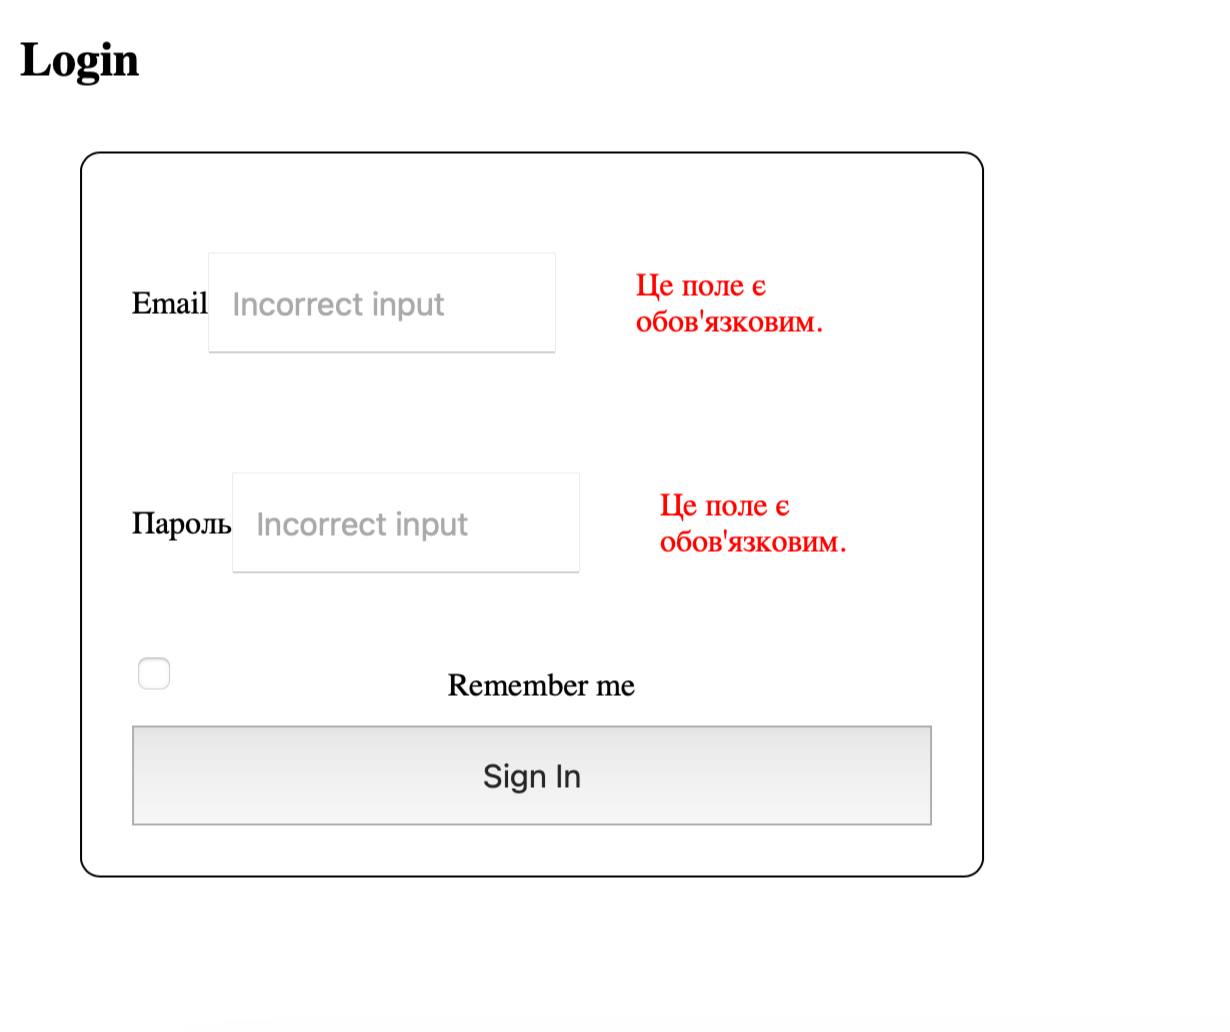 Login
Email
Incorrect input
Це поле є
обов'язковим.
Пароль
Incorrect input
Це поле є
обов'язковим.
Remember me
Sign In